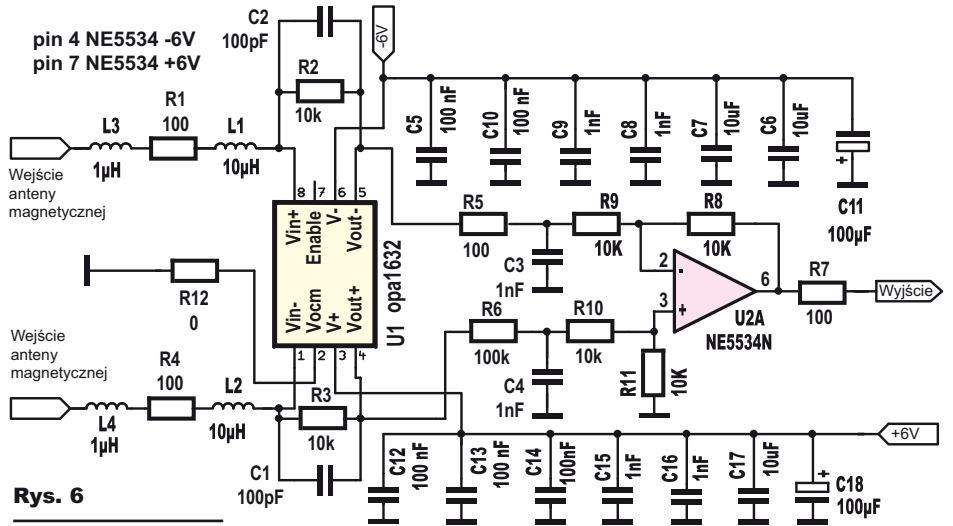 pin 4 NE5534 -6V
pin 7 NE5534 +6V
C2
100pF
R2
10k
-6V
L3
1µH
R1
100
L1
10µH
Wejście
anteny
magnetycznej
8
7
6
5
Vin+
Enable
V-
Vout-
Vin-
Vocm
V+
Vout+
1
2
3
4
U1 opa1632
R12
0
Wejście
anteny
magnetycznej
L4
1µH
R4
100
L2
10µH
R3
10k
C1
100pF
C5
100 nF
C10
100 nF
C9
1nF
C8
1nF
C7
10uF
C6
10uF
+
C11
100µF
R5
100
C3
1nF
R9
10K
R8
10K
R6
100k
C4
1nF
R10
10k
R11
10K
2
-
3
+
6
U2A
NE5534N
R7
100
Wyjście
+6V
C12
100 nF
C13
100 nF
C14
100nF
C15
1nF
C16
1nF
C17
10uF
+
C18
100µF
Rys. 6